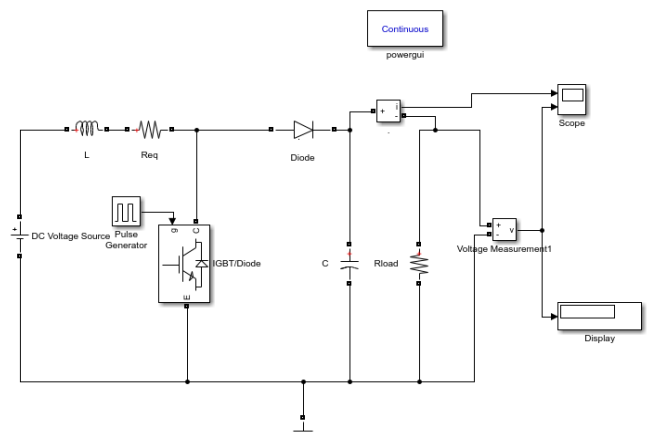 Continuous
powergui
Scope
L
Req
Diode
+
-
i
.
DC Voltage Source
+
Pulse
Generator
g
C
E
IGBT/Diode
+
C
Rload
+
-
v
Voltage Measurement1
Display